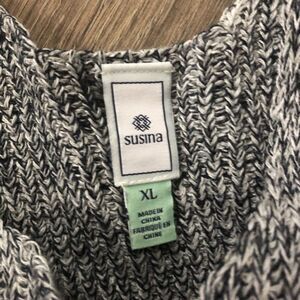 susina
XL
MADE IN
CHINA
FABRIQUÉ EN
CHINE